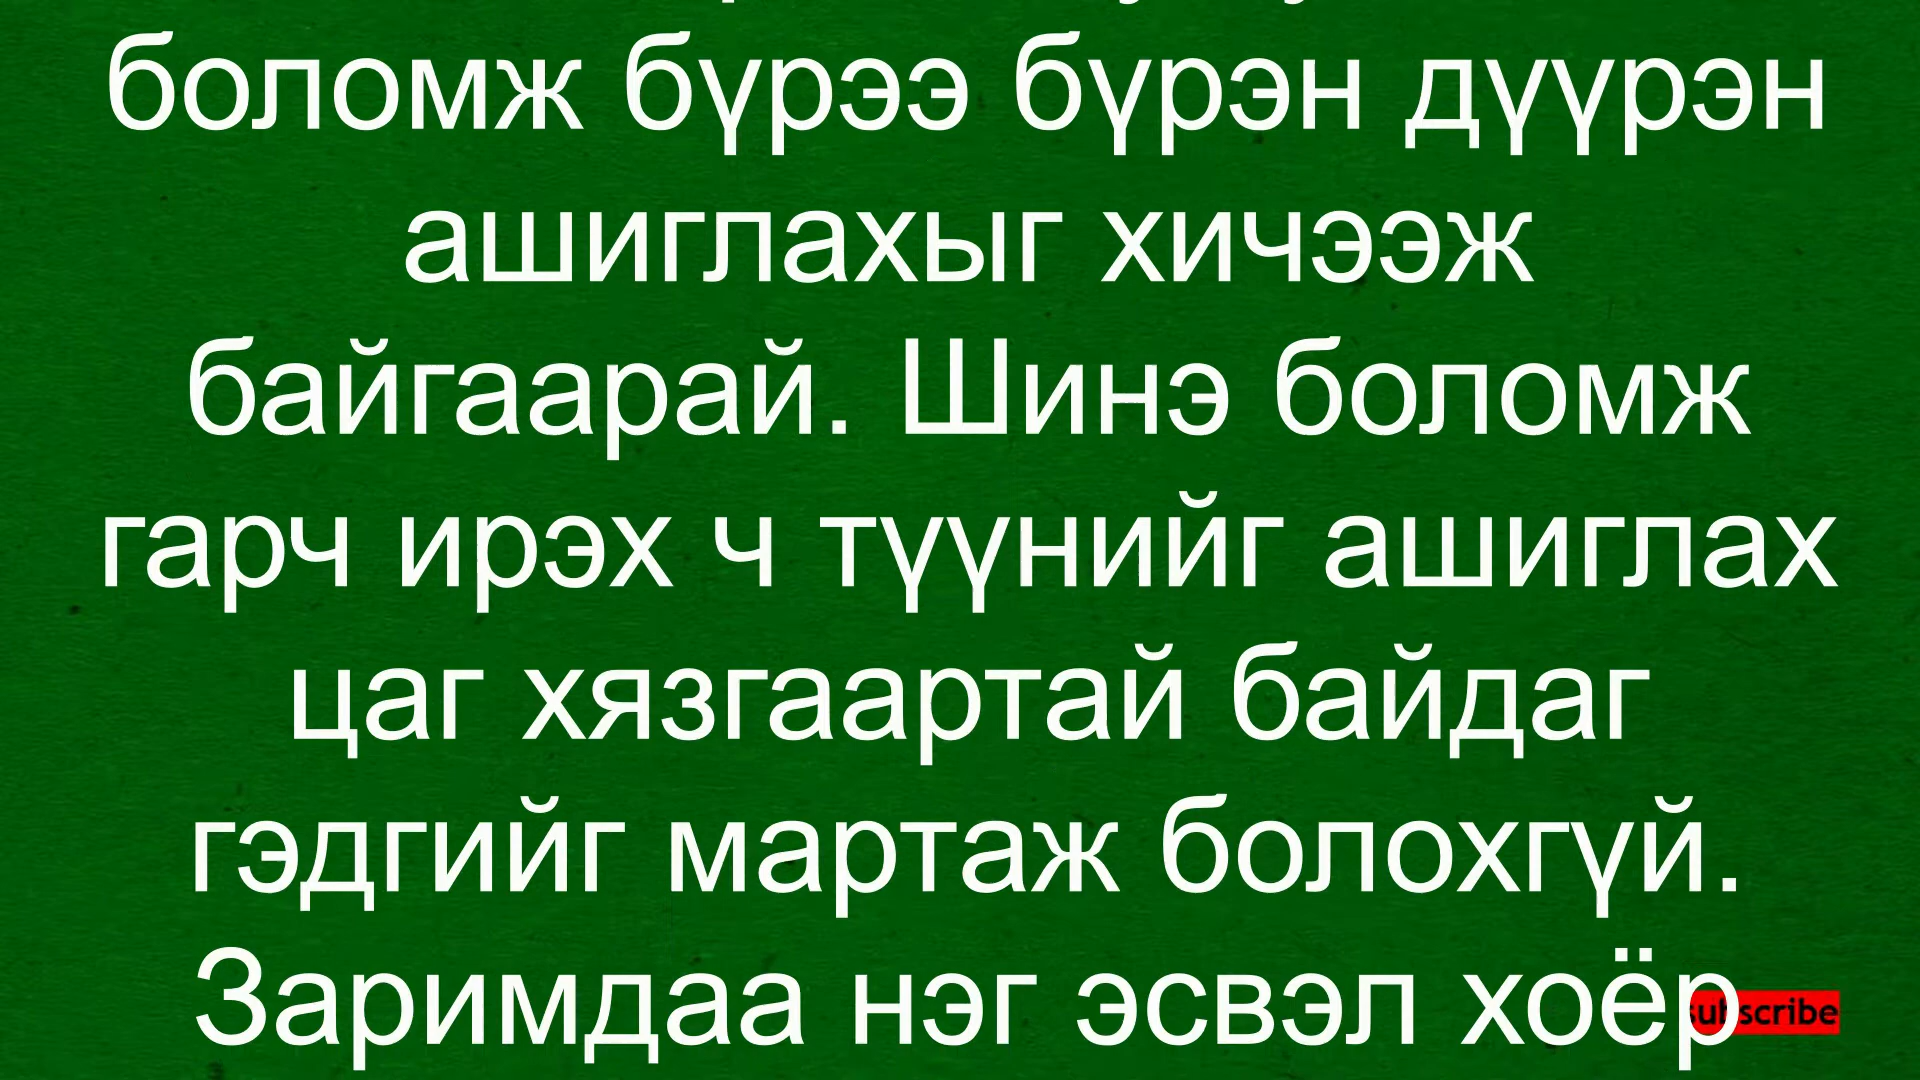 боломж бүрээ бүрэн дүүрэн
ашиглахыг хичээж
байгаарай. Шинэ боломж
гарч ирэх ч түүнийг ашиглах
цаг хязгаартай байдаг
гэдгийг мартаж болохгүй.
Заримдаа нэг эсвэл хоёр
subscribe